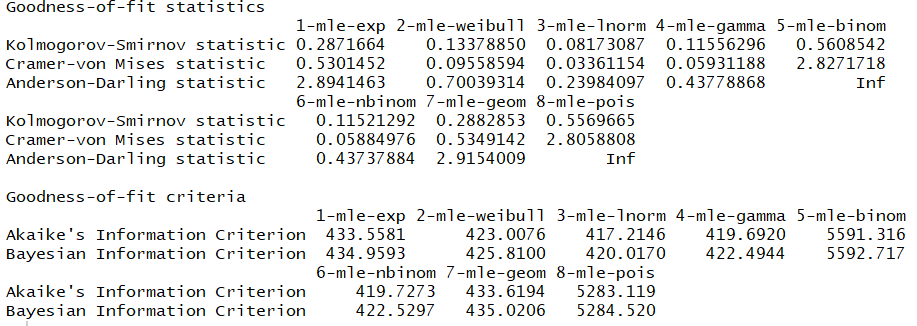 Goodness-of-fit statistics
1-mle-exp 2-mle-weibull 3-mle-lnorm 4-mle-gamma 5-mle-binom
Kolmogorov-Smirnov statistic 0.2871664 0.13378850 0.08173087 0.11556296 0.5608542
Cramer-von Mises statistic 0.5301452 0.09558594 0.03361154 0.05931188 2.8271718
Anderson-Darling statistic 2.8941463 0.70039314 0.23984097 0.43778868 Inf
6-mle-nbinom 7-mle-geom 8-mle-pois
Kolmogorov-Smirnov statistic 0.11521292 0.2882853 0.5569665
Cramer-von Mises statistic 0.05884976 0.5349142 2.8058808
Anderson-Darling statistic 0.43737884 2.9154009 Inf
Goodness-of-fit criteria
1-mle-exp 2-mle-weibull 3-mle-lnorm 4-mle-gamma 5-mle-binom
Akaike's Information Criterion 433.5581 423.0076 417.2146 419.6920 5591.316
Bayesian Information Criterion 434.9593 425.8100 420.0170 422.4944 5592.717
6-mle-nbinom 7-mle-geom 8-mle-pois
Akaike's Information Criterion 419.7273 433.6194 5283.119
Bayesian Information Criterion 422.5297 435.0206 5284.520